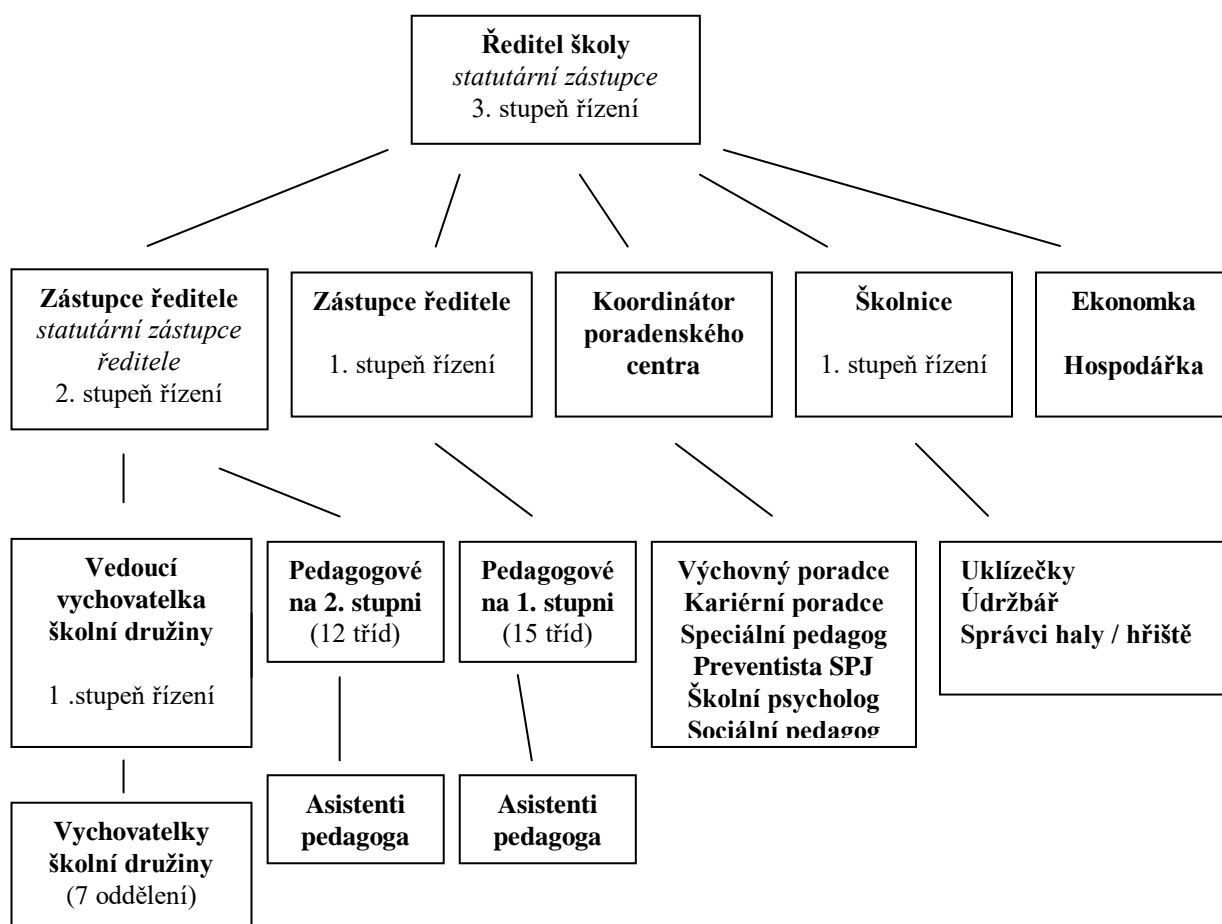 Ředitel školy
statutární zástupce
3. stupeň řízení
Zástupce ředitele
statutární zástupce
ředitele
2. stupeň řízení
Zástupce ředitele
1. stupeň řízení
Koordinátor
poradenského
centra
Školnice
1. stupeň řízení
Ekonomka
Hospodářka
Vedoucí
vychovatelka
školní družiny
1 .stupeň řízení
Pedagogové
na 2. stupni
(12 tříd)
Pedagogové
na 1. stupni
(15 tříd)
Výchovný poradce
Kariérní poradce
Speciální pedagog
Preventista SPJ
Školní psycholog
Sociální pedagog
Uklízečky
Údržbář
Správci haly / hřiště
Vychovatelky
školní družiny
(7 oddělení)
Asistenti
pedagoga
Asistenti
pedagoga